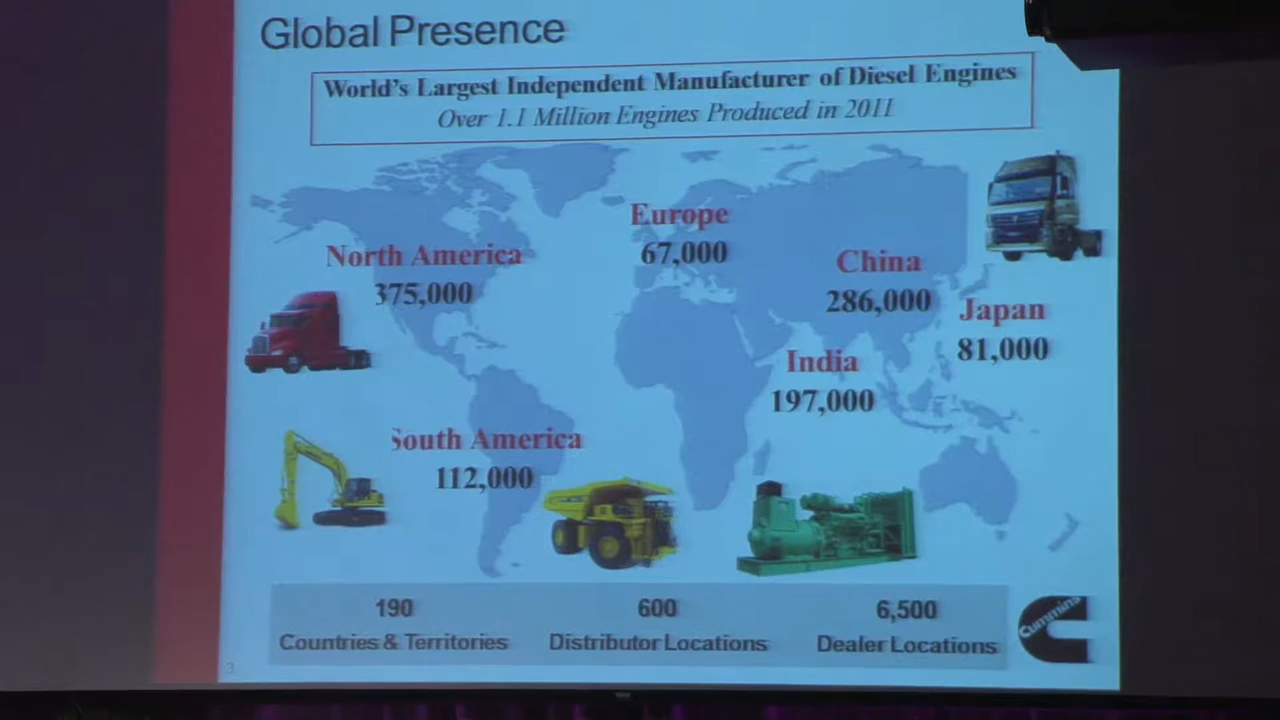 Global Presence
World's Largest Independent Manufacturer of Diesel Engines
Over 1.1 Million Engines Produced in 2011
Europe
67,000
North America
375,000
China
286,000
Japan
81,000
India
197,000
South America
112,000
190
Countries & Territories
600
Distributor Locations
6,500
Dealer Locations
Cummins
3